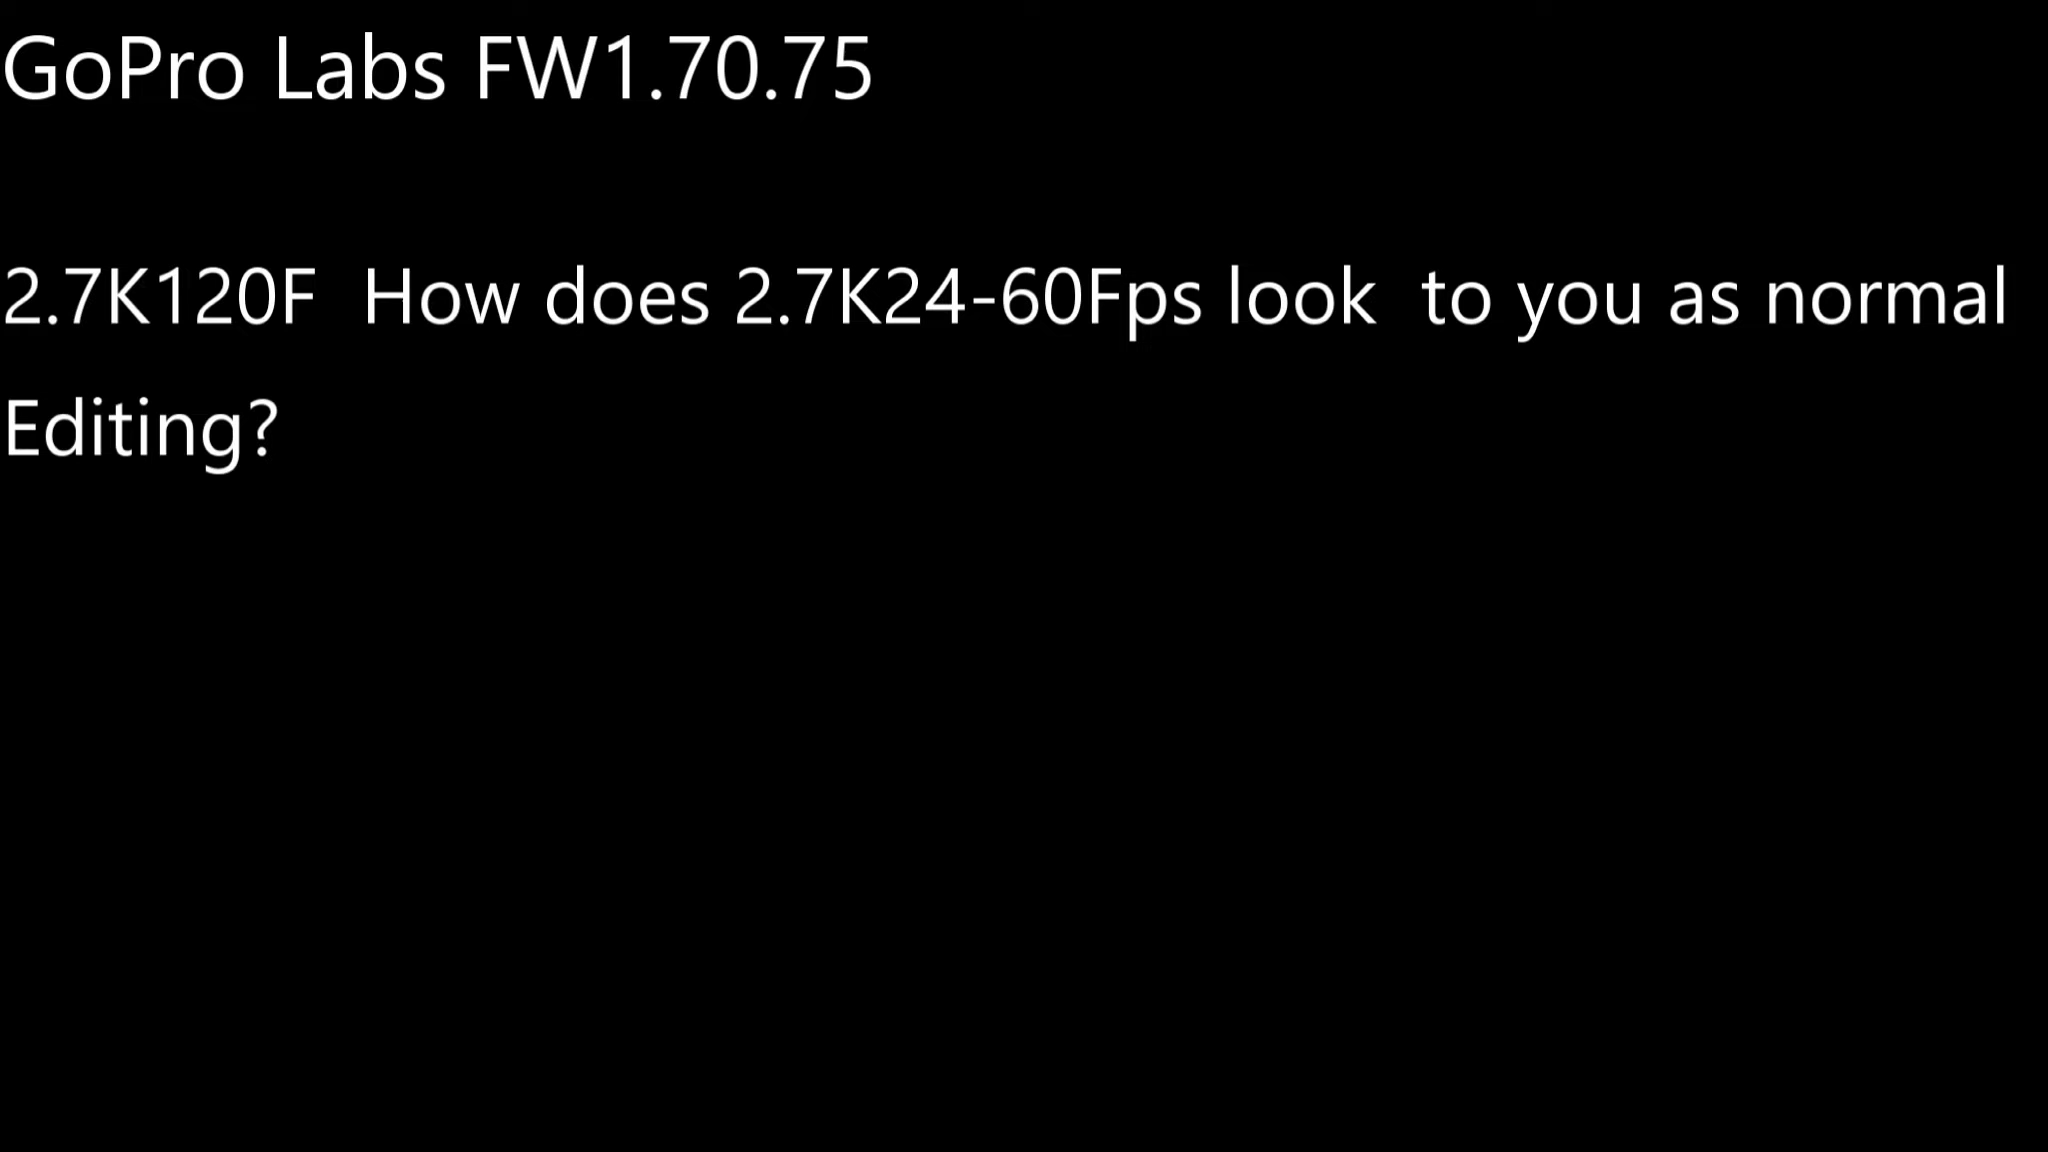 GoPro Labs FW1.70.75
2.7K120F  How does 2.7K24-60Fps look  to you as normal
Editing?